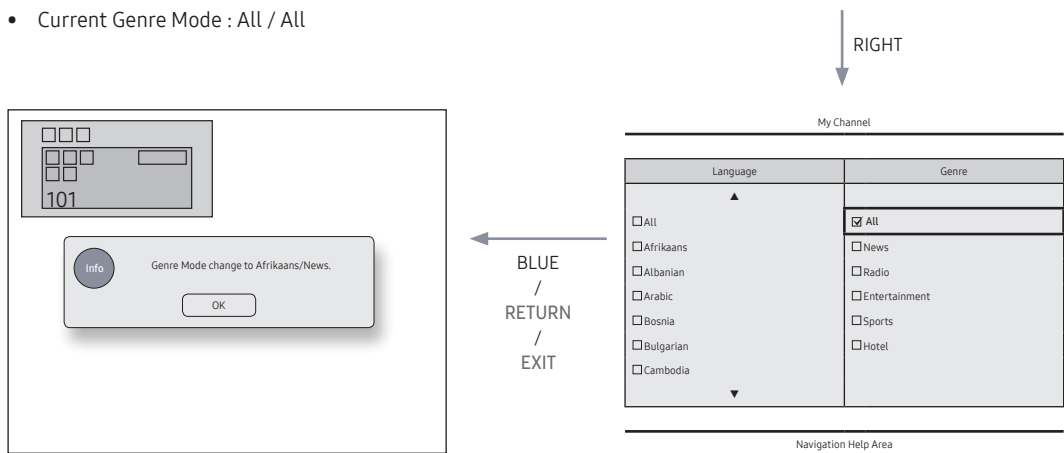 • Current Genre Mode : All / All
RIGHT
My Channel
Language Genre
▲
☐All ☑ All
☐Afrikaans ☐News
☐Albanian ☐Radio
☐Arabic ☐Entertainment
☐Bosnia ☐Sports
☐Bulgarian ☐Hotel
☐Cambodia
▼
Navigation Help Area
BLUE
/
RETURN
/
EXIT
101
Info
Genre Mode change to Afrikaans/News.
OK